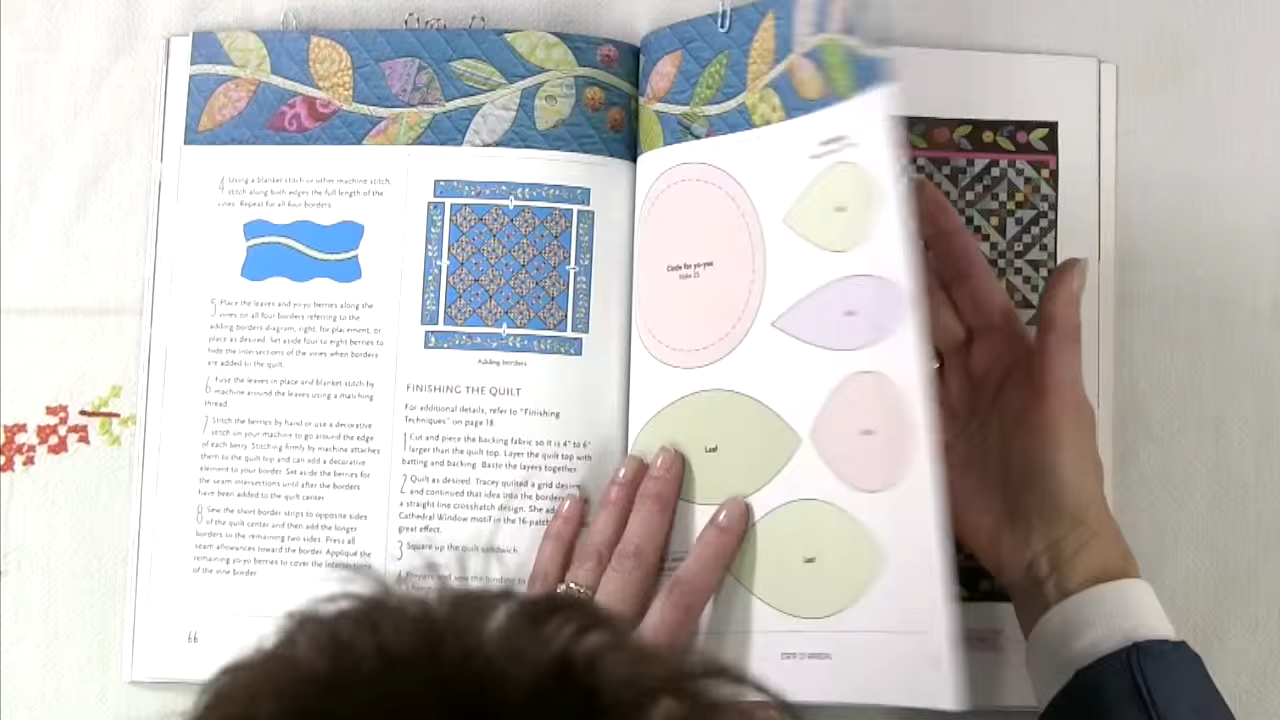 4 Using a blanket stitch or other machine stitch,
stitch along both edges the full length of the
vines. Repeat for all four borders.
5 Place the leaves and yo-yo berries along the
vines on all four borders referring to the
adding borders diagram, right, for placement, or
place as desired. Set aside four to eight berries to
hide the intersections of the vines when borders
are added to the quilt.
6 Fuse the leaves in place and blanket stitch by
machine around the leaves using a matching
thread.
7 Stitch the berries by hand or use a decorative
stitch on your machine to go around the edge
of each berry. Stitching firmly by machine attaches
them to the quilt top and can add a decorative
element to your border. Set aside the berries for
the seam intersections until after the borders
have been added to the quilt center.
8 Sew the short border strips to opposite sides
of the quilt center and then add the longer
borders to the remaining two sides. Press all
seam allowances toward the border. Appliqué the
remaining yo-yo berries to cover the intersections
of the vine border.
66
Adding borders
FINISHING THE QUILT
For additional details, refer to "Finishing
Techniques" on page 18.
1 Cut and piece the backing fabric so it is 4" to 6"
larger than the quilt top. Layer the quilt top with
batting and backing. Baste the layers together.
2 Quilt as desired. Tracey quilted a grid design
and continued that idea into the borders
a straight-line crosshatch design. She
Cathedral Window motif in the 16-patch
great effect.
3 Square up the quilt sandwich.
4 Prepare and sew the binding to
Circle for yo-yos
Make 25
Leaf
Leaf